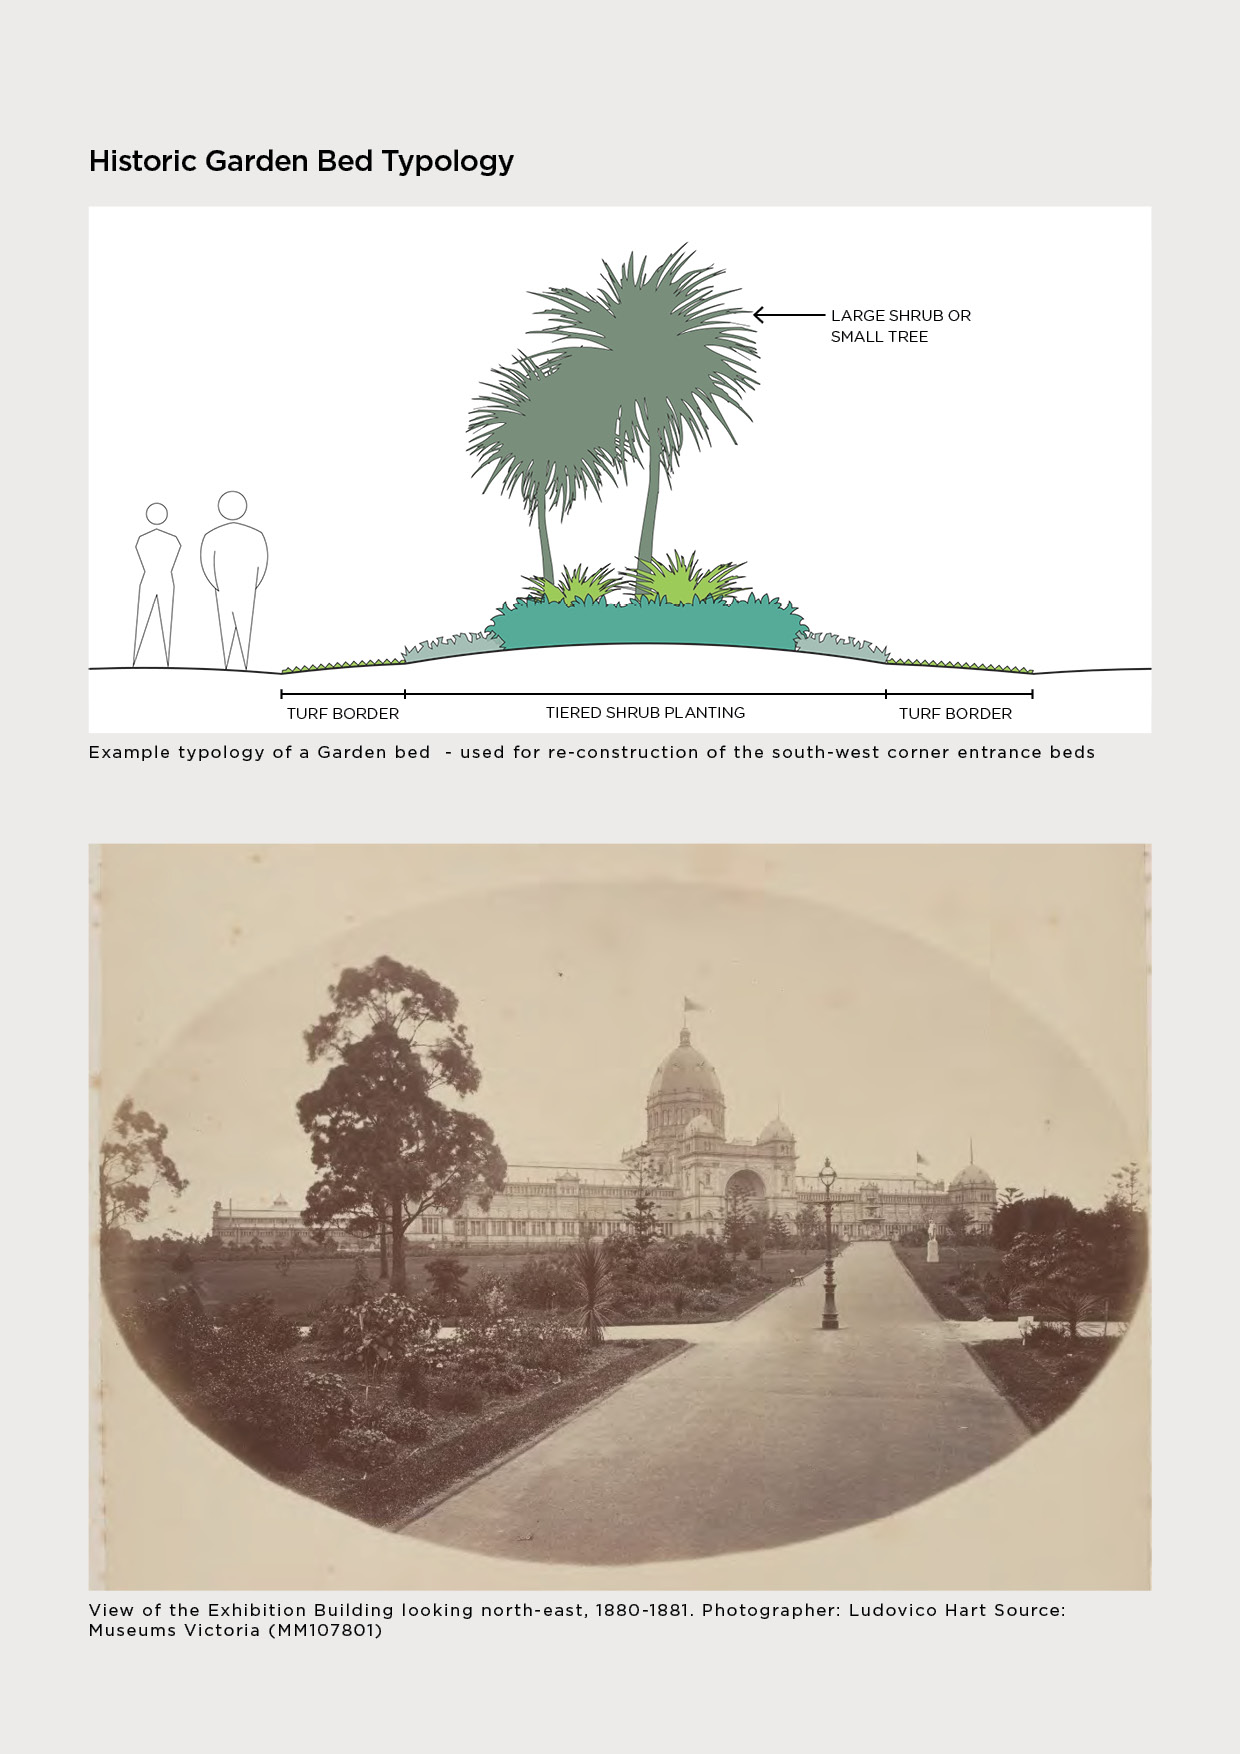 Historic Garden Bed Typology
LARGE SHRUB OR
SMALL TREE
TURF BORDER
TIERED SHRUB PLANTING
TURF BORDER
Example typology of a Garden bed - used for re-construction of the south-west corner entrance beds
View of the Exhibition Building looking north-east, 1880-1881. Photographer: Ludovico Hart Source:
Museums Victoria (MM107801)